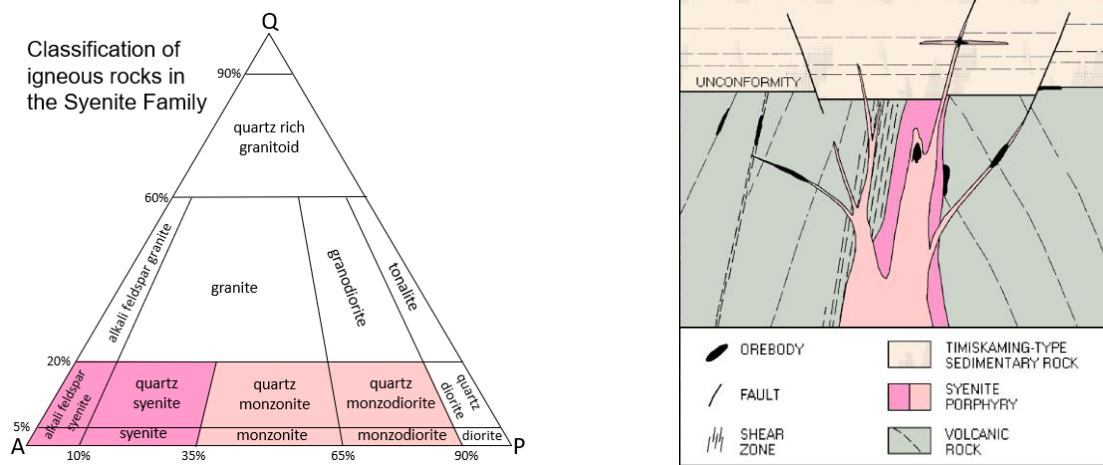 Classification of
igneous rocks in
the Syenite Family
Q
90%
quartz rich
granitoid
60%
alkali feldspar granite
granite
granodiorite
tonalite
20%
alkali feldspar
syenite
quartz
syenite
quartz
monzonite
quartz
monzodiorite
quartz
diorite
5%
syenite
monzonite
monzodiorite
diorite
A
P
10%
35%
65%
90%
UNCONFORMITY
OREBODY
FAULT
SHEAR
ZONE
TIMISKAMING-TYPE
SEDIMENTARY ROCK
SYENITE
PORPHYRY
VOLCANIC
ROCK